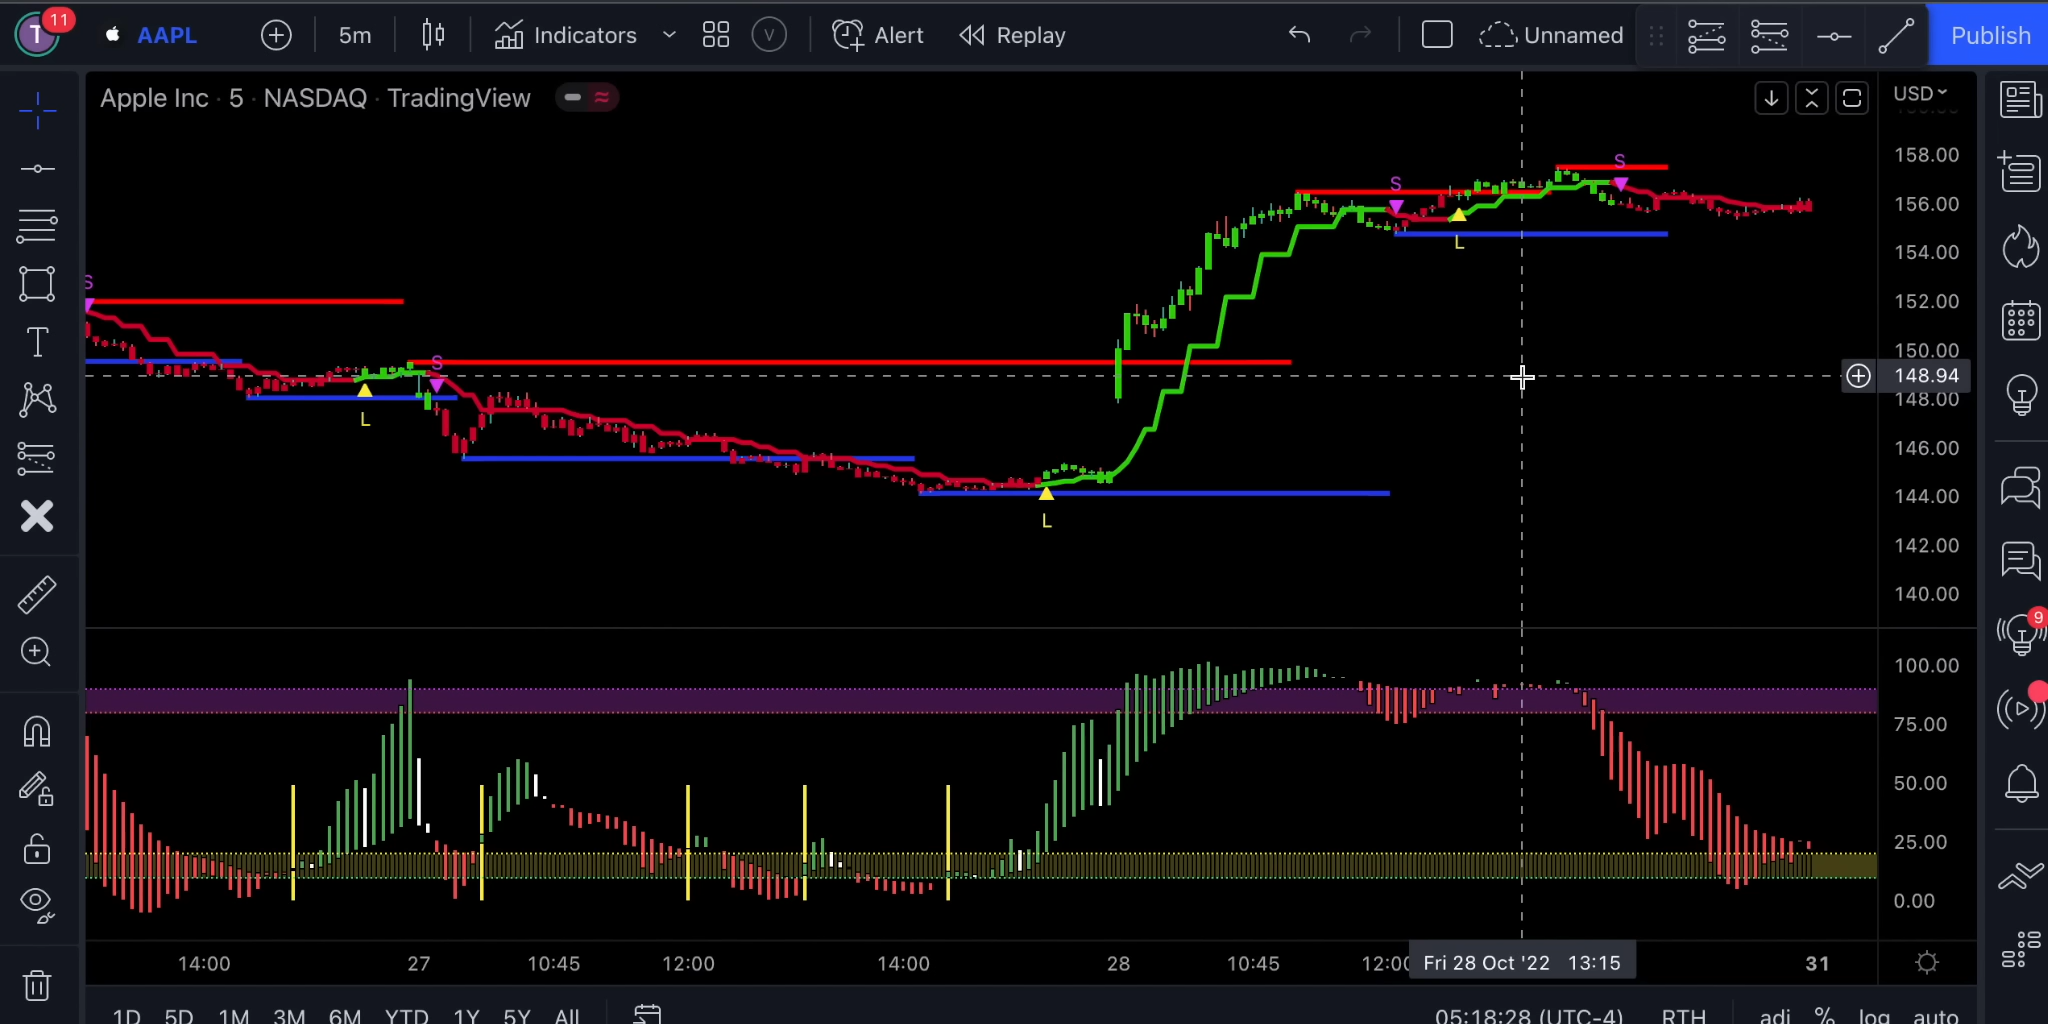 T 11 AAPL 5m Indicators V Alert Replay Unnamed Publish
Apple Inc · 5 · NASDAQ · TradingView
USD
158.00
156.00
154.00
152.00
150.00
148.94
148.00
146.00
144.00
142.00
140.00
S
S
L
L
S
L
S
T
9
100.00
75.00
50.00
25.00
0.00
14:00 27 10:45 12:00 14:00 28 10:45 12:00 Fri 28 Oct '22 13:15 31
1D 5D 1M 3M 6M YTD 1Y 5Y All 05:18:28 (UTC-4) RTH adj % log auto